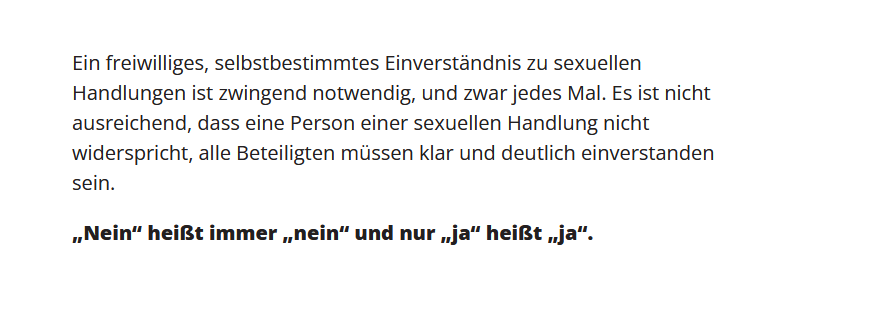 Ein freiwilliges, selbstbestimmtes Einverständnis zu sexuellen
Handlungen ist zwingend notwendig, und zwar jedes Mal. Es ist nicht
ausreichend, dass eine Person einer sexuellen Handlung nicht
widerspricht, alle Beteiligten müssen klar und deutlich einverstanden
sein.
„Nein“ heißt immer „nein“ und nur „ja“ heißt „ja“.